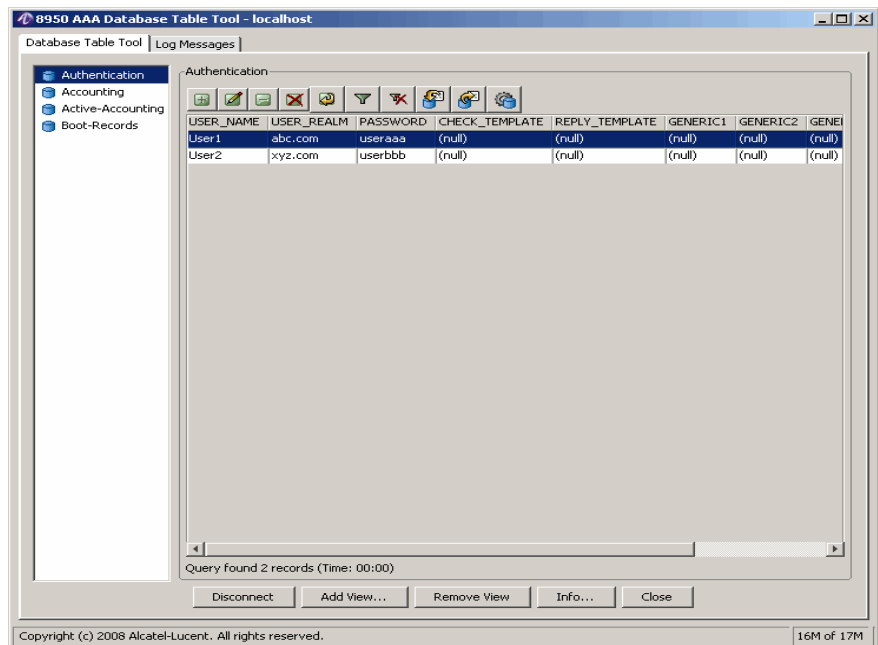 8950 AAA Database Table Tool - localhost
Database Table Tool
Log Messages
Authentication
Accounting
Active-Accounting
Boot-Records
Authentication
USER_NAME USER_REALM PASSWORD CHECK_TEMPLATE REPLY_TEMPLATE GENERIC1 GENERIC2 GENE
User1 abc.com useraaa (null) (null) (null) (null) (null)
User2 xyz.com userbbb (null) (null) (null) (null) (null)
Query found 2 records (Time: 00:00)
Disconnect Add View... Remove View Info... Close
Copyright (c) 2008 Alcatel-Lucent. All rights reserved.
16M of 17M